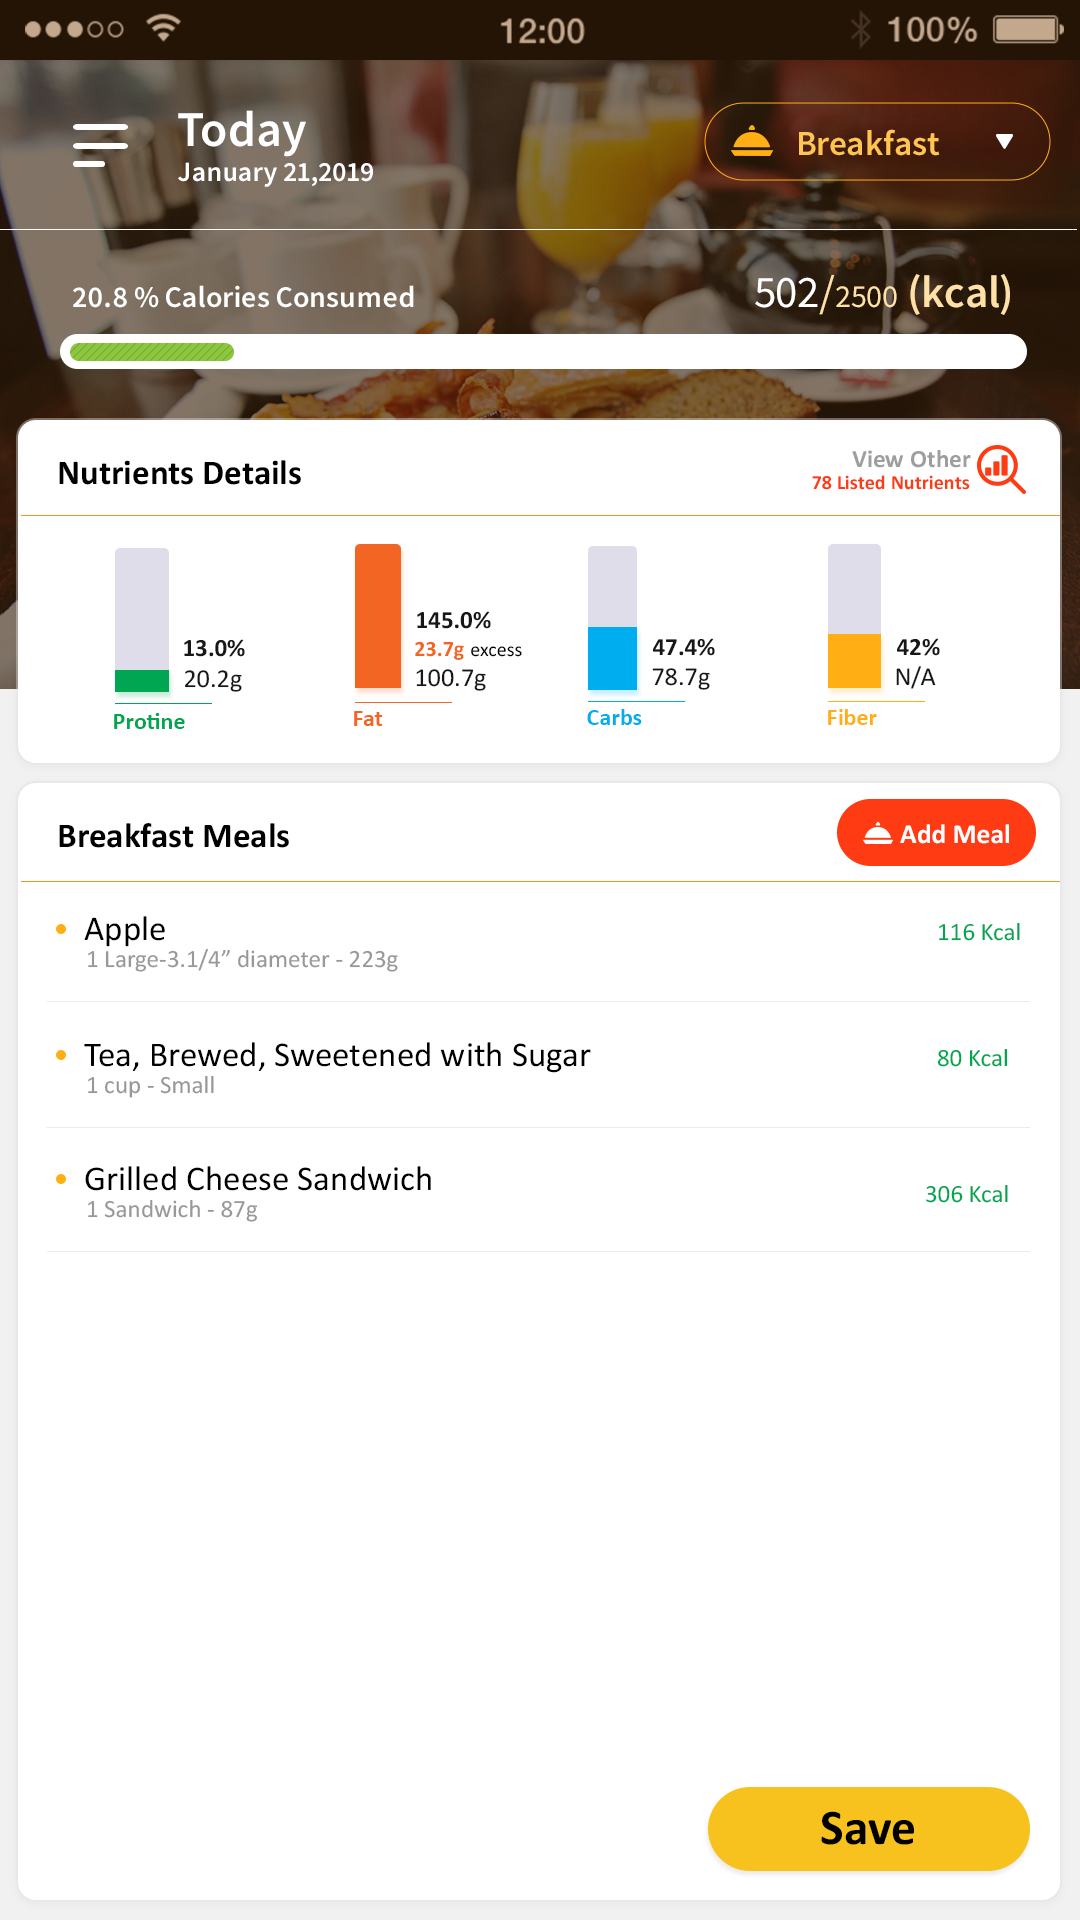 12:00
100%
Today
January 21,2019
Breakfast
20.8 % Calories Consumed
502/2500 (kcal)
Nutrients Details
View Other
78 Listed Nutrients
13.0%
20.2g
Protine
145.0%
23.7g excess
100.7g
Fat
47.4%
78.7g
Carbs
42%
N/A
Fiber
Breakfast Meals
Add Meal
Apple
116 Kcal
1 Large-3.1/4” diameter - 223g
Tea, Brewed, Sweetened with Sugar
80 Kcal
1 cup - Small
Grilled Cheese Sandwich
306 Kcal
1 Sandwich - 87g
Save